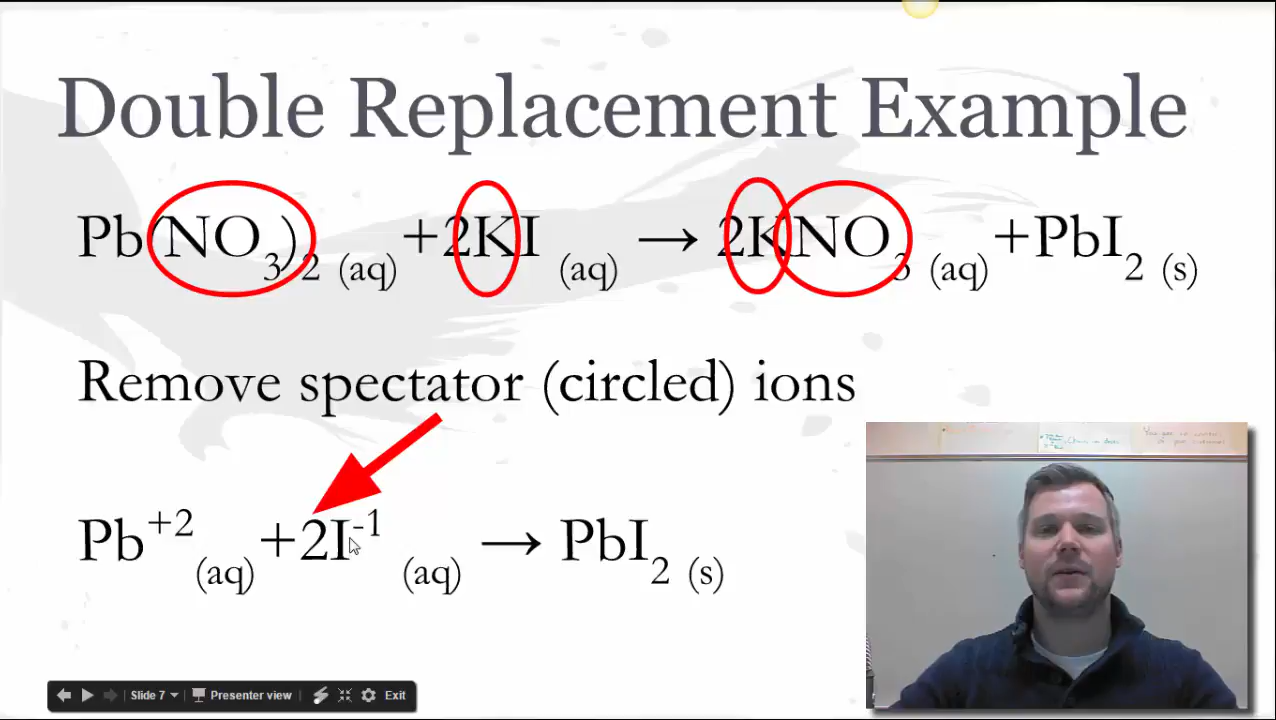 Double Replacement Example
Pb(NO₃)₂ (aq) +2KI (aq) → 2KNO₃ (aq) +PbI₂ (s)
Remove spectator (circled) ions
Pb⁺² (aq) +2I⁻¹ (aq) → PbI₂ (s)
Slide 7 Presenter view Exit